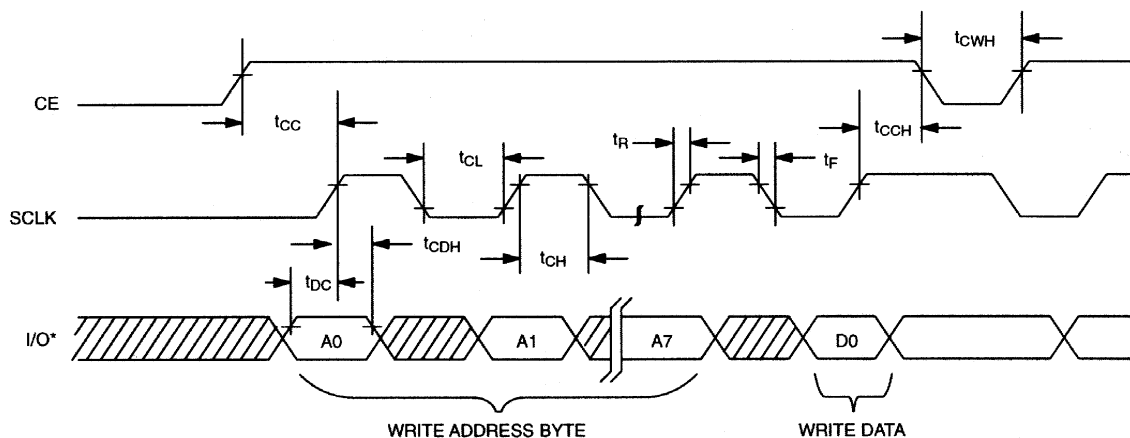 tCWH
CE
tCC
tCCH
tCL
tR
tF
SCLK
tCDH
tCH
tDC
I/O*
A0
A1
A7
D0
WRITE ADDRESS BYTE
WRITE DATA